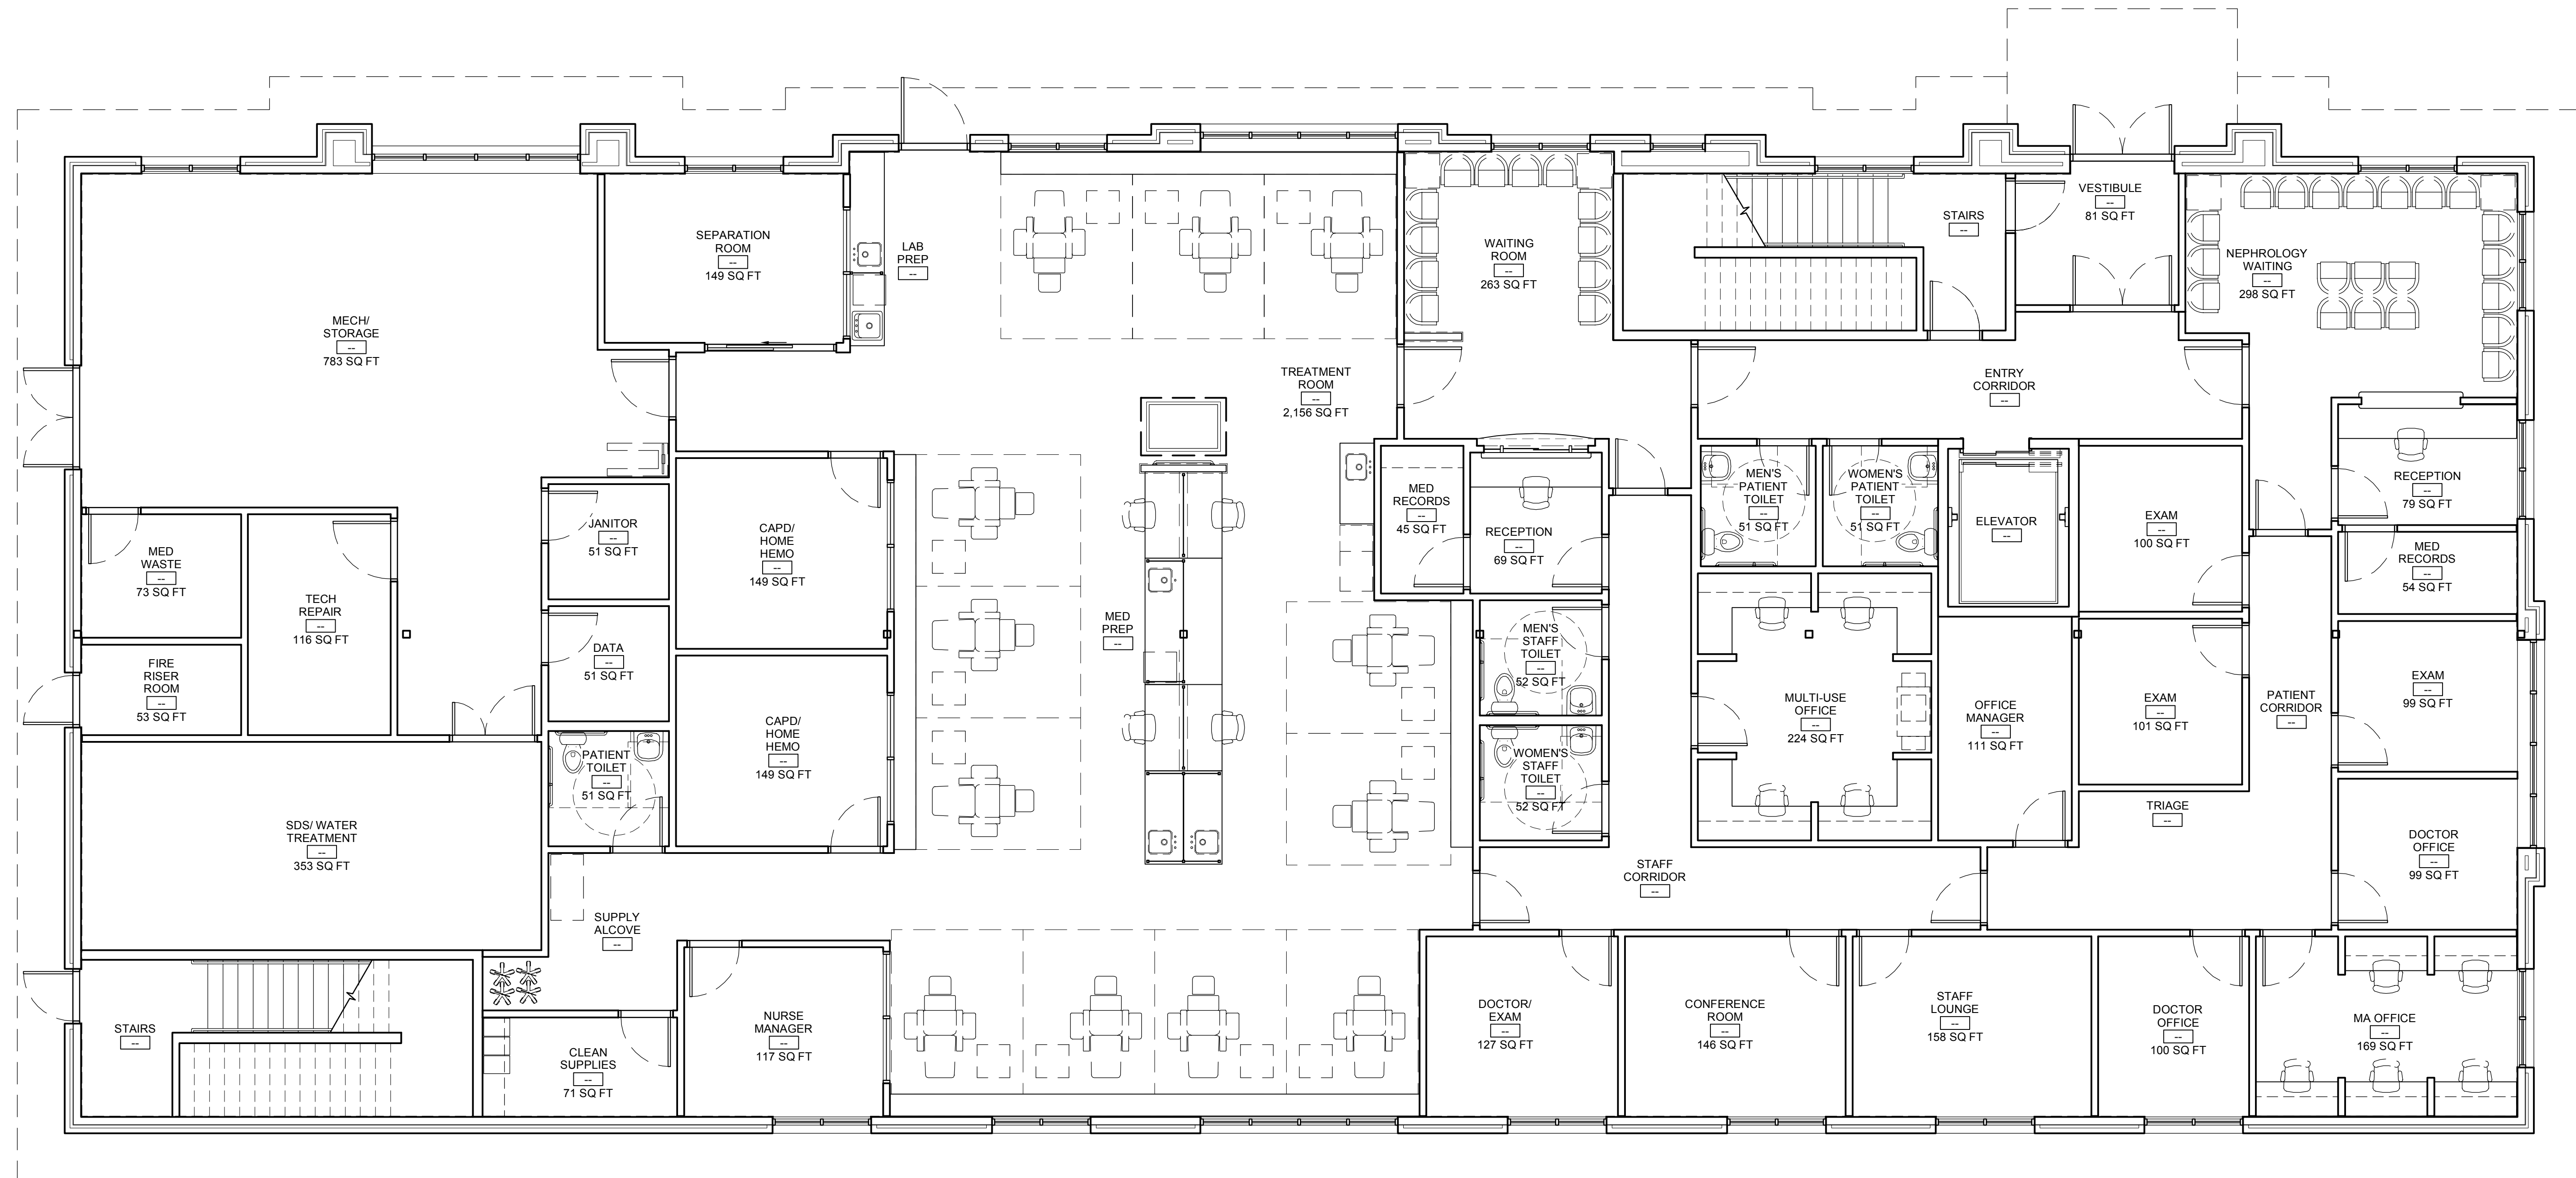 MECH/
STORAGE
--
783 SQ FT
SEPARATION
ROOM
--
149 SQ FT
LAB
PREP
--
TREATMENT
ROOM
--
2,156 SQ FT
WAITING
ROOM
--
263 SQ FT
STAIRS
--
VESTIBULE
--
81 SQ FT
NEPHROLOGY
WAITING
--
298 SQ FT
ENTRY
CORRIDOR
--
MED
WASTE
--
73 SQ FT
TECH
REPAIR
--
116 SQ FT
FIRE
RISER
ROOM
--
53 SQ FT
JANITOR
--
51 SQ FT
DATA
--
51 SQ FT
PATIENT
TOILET
--
51 SQ FT
CAPD/
HOME
HEMO
--
149 SQ FT
CAPD/
HOME
HEMO
--
149 SQ FT
MED
PREP
--
MED
RECORDS
--
45 SQ FT
RECEPTION
--
69 SQ FT
MEN'S
PATIENT
TOILET
--
51 SQ FT
WOMEN'S
PATIENT
TOILET
--
51 SQ FT
ELEVATOR
--
EXAM
--
100 SQ FT
RECEPTION
--
79 SQ FT
MED
RECORDS
--
54 SQ FT
MEN'S
STAFF
TOILET
--
52 SQ FT
WOMEN'S
STAFF
TOILET
--
52 SQ FT
MULTI-USE
OFFICE
--
224 SQ FT
OFFICE
MANAGER
--
111 SQ FT
EXAM
--
101 SQ FT
PATIENT
CORRIDOR
--
EXAM
--
99 SQ FT
TRIAGE
--
DOCTOR
OFFICE
--
99 SQ FT
SDS/ WATER
TREATMENT
--
353 SQ FT
SUPPLY
ALCOVE
--
STAFF
CORRIDOR
--
STAIRS
--
CLEAN
SUPPLIES
--
71 SQ FT
NURSE
MANAGER
--
117 SQ FT
DOCTOR/
EXAM
--
127 SQ FT
CONFERENCE
ROOM
--
146 SQ FT
STAFF
LOUNGE
--
158 SQ FT
DOCTOR
OFFICE
--
100 SQ FT
MA OFFICE
--
169 SQ FT